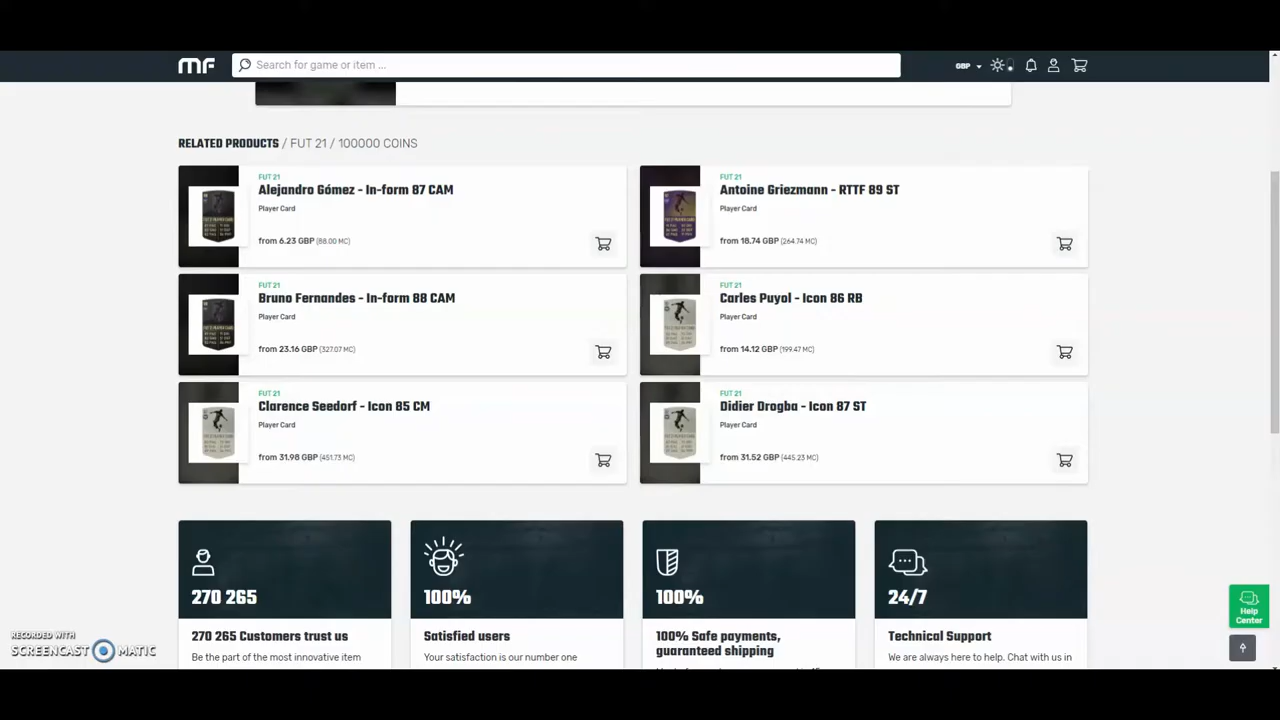 MF
Search for game or item ...
GBP
RELATED PRODUCTS / FUT 21 / 100000 COINS
FUT 21
Alejandro Gómez - In-form 87 CAM
Player Card
from 6.23 GBP (88.00 MC)
FUT 21
Antoine Griezmann - RTTF 89 ST
Player Card
from 18.74 GBP (264.74 MC)
FUT 21
Bruno Fernandes - In-form 88 CAM
Player Card
from 23.16 GBP (327.07 MC)
FUT 21
Carles Puyol - Icon 86 RB
Player Card
from 14.12 GBP (199.47 MC)
FUT 21
Clarence Seedorf - Icon 85 CM
Player Card
from 31.98 GBP (451.73 MC)
FUT 21
Didier Drogba - Icon 87 ST
Player Card
from 31.52 GBP (445.23 MC)
270 265
270 265 Customers trust us
Be the part of the most innovative item
100%
Satisfied users
Your satisfaction is our number one
100%
100% Safe payments,
guaranteed shipping
24/7
Technical Support
We are always here to help. Chat with us in
Help
Center
RECORDED WITH
SCREENCAST MATIC